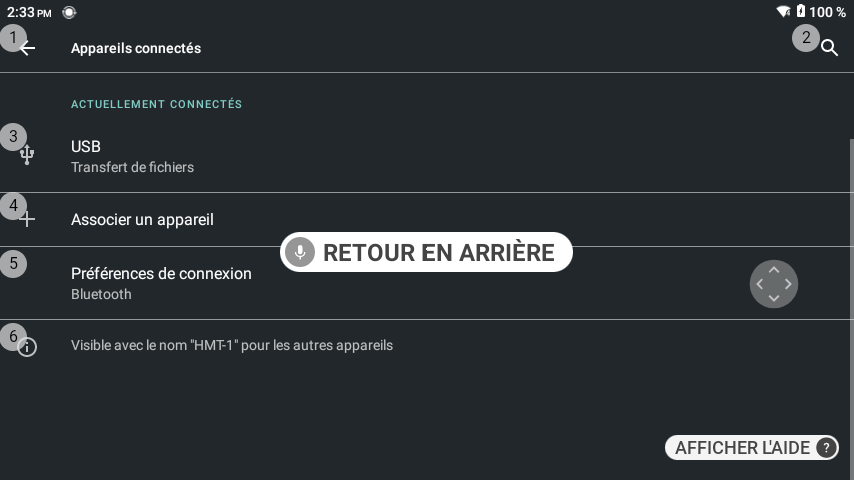 2:33 PM
100 %
1
Appareils connectés
2
ACTUELLEMENT CONNECTÉS
3
USB
Transfert de fichiers
4
Associer un appareil
RETOUR EN ARRIÈRE
5
Préférences de connexion
Bluetooth
6
Visible avec le nom "HMT-1" pour les autres appareils
AFFICHER L'AIDE ?